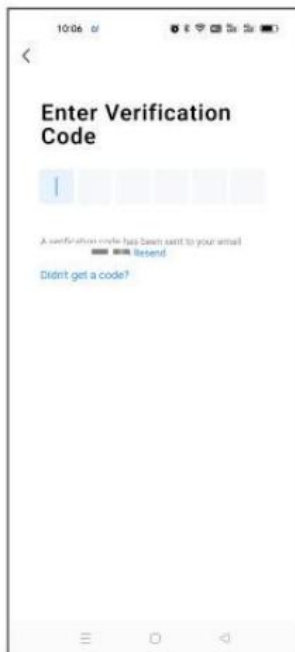 10:06
Enter Verification
Code
A verification code has been sent to your email
Resend
Didn't get a code?